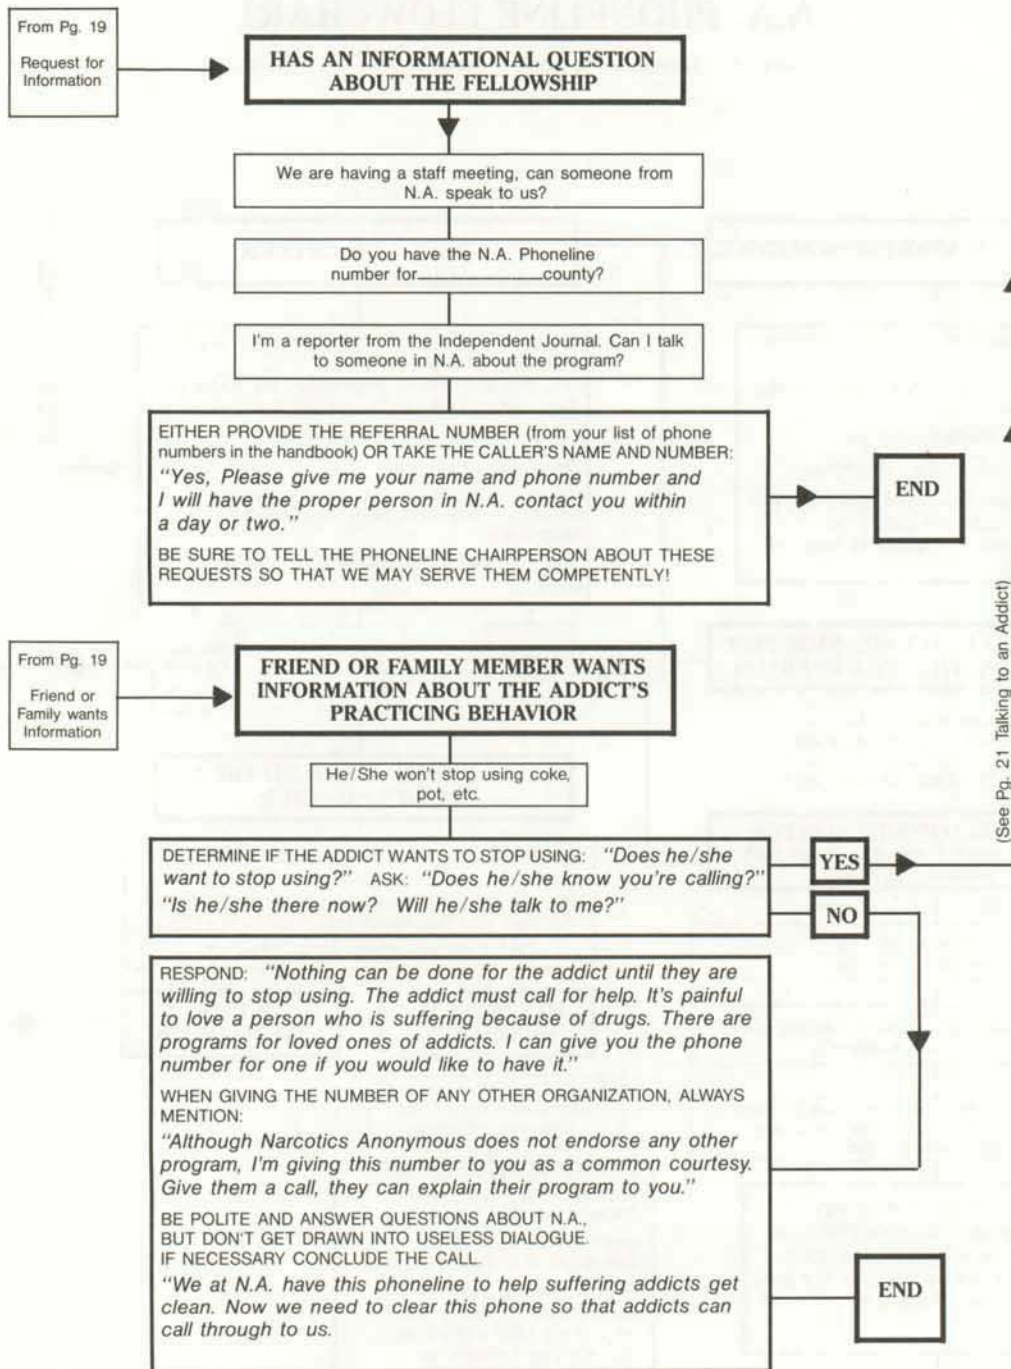 From Pg. 19
Request for
Information
HAS AN INFORMATIONAL QUESTION
ABOUT THE FELLOWSHIP
We are having a staff meeting, can someone from
N.A. speak to us?
Do you have the N.A. Phoneline
number for____________county?
I'm a reporter from the Independent Journal. Can I talk
to someone in N.A. about the program?
EITHER PROVIDE THE REFERRAL NUMBER (from your list of phone
numbers in the handbook) OR TAKE THE CALLER'S NAME AND NUMBER:
"Yes, Please give me your name and phone number and
I will have the proper person in N.A. contact you within
a day or two."
BE SURE TO TELL THE PHONELINE CHAIRPERSON ABOUT THESE
REQUESTS SO THAT WE MAY SERVE THEM COMPETENTLY!
END
(See Pg. 21 Talking to an Addict)
From Pg. 19
Friend or
Family wants
Information
FRIEND OR FAMILY MEMBER WANTS
INFORMATION ABOUT THE ADDICT'S
PRACTICING BEHAVIOR
He/She won't stop using coke,
pot, etc.
DETERMINE IF THE ADDICT WANTS TO STOP USING: "Does he/she
want to stop using?" ASK: "Does he/she know you're calling?"
"Is he/she there now? Will he/she talk to me?"
YES
NO
RESPOND: "Nothing can be done for the addict until they are
willing to stop using. The addict must call for help. It's painful
to love a person who is suffering because of drugs. There are
programs for loved ones of addicts. I can give you the phone
number for one if you would like to have it."
WHEN GIVING THE NUMBER OF ANY OTHER ORGANIZATION, ALWAYS
MENTION:
"Although Narcotics Anonymous does not endorse any other
program, I'm giving this number to you as a common courtesy.
Give them a call, they can explain their program to you."
BE POLITE AND ANSWER QUESTIONS ABOUT N.A.,
BUT DON'T GET DRAWN INTO USELESS DIALOGUE.
IF NECESSARY CONCLUDE THE CALL.
"We at N.A. have this phoneline to help suffering addicts get
clean. Now we need to clear this phone so that addicts can
call through to us.
END